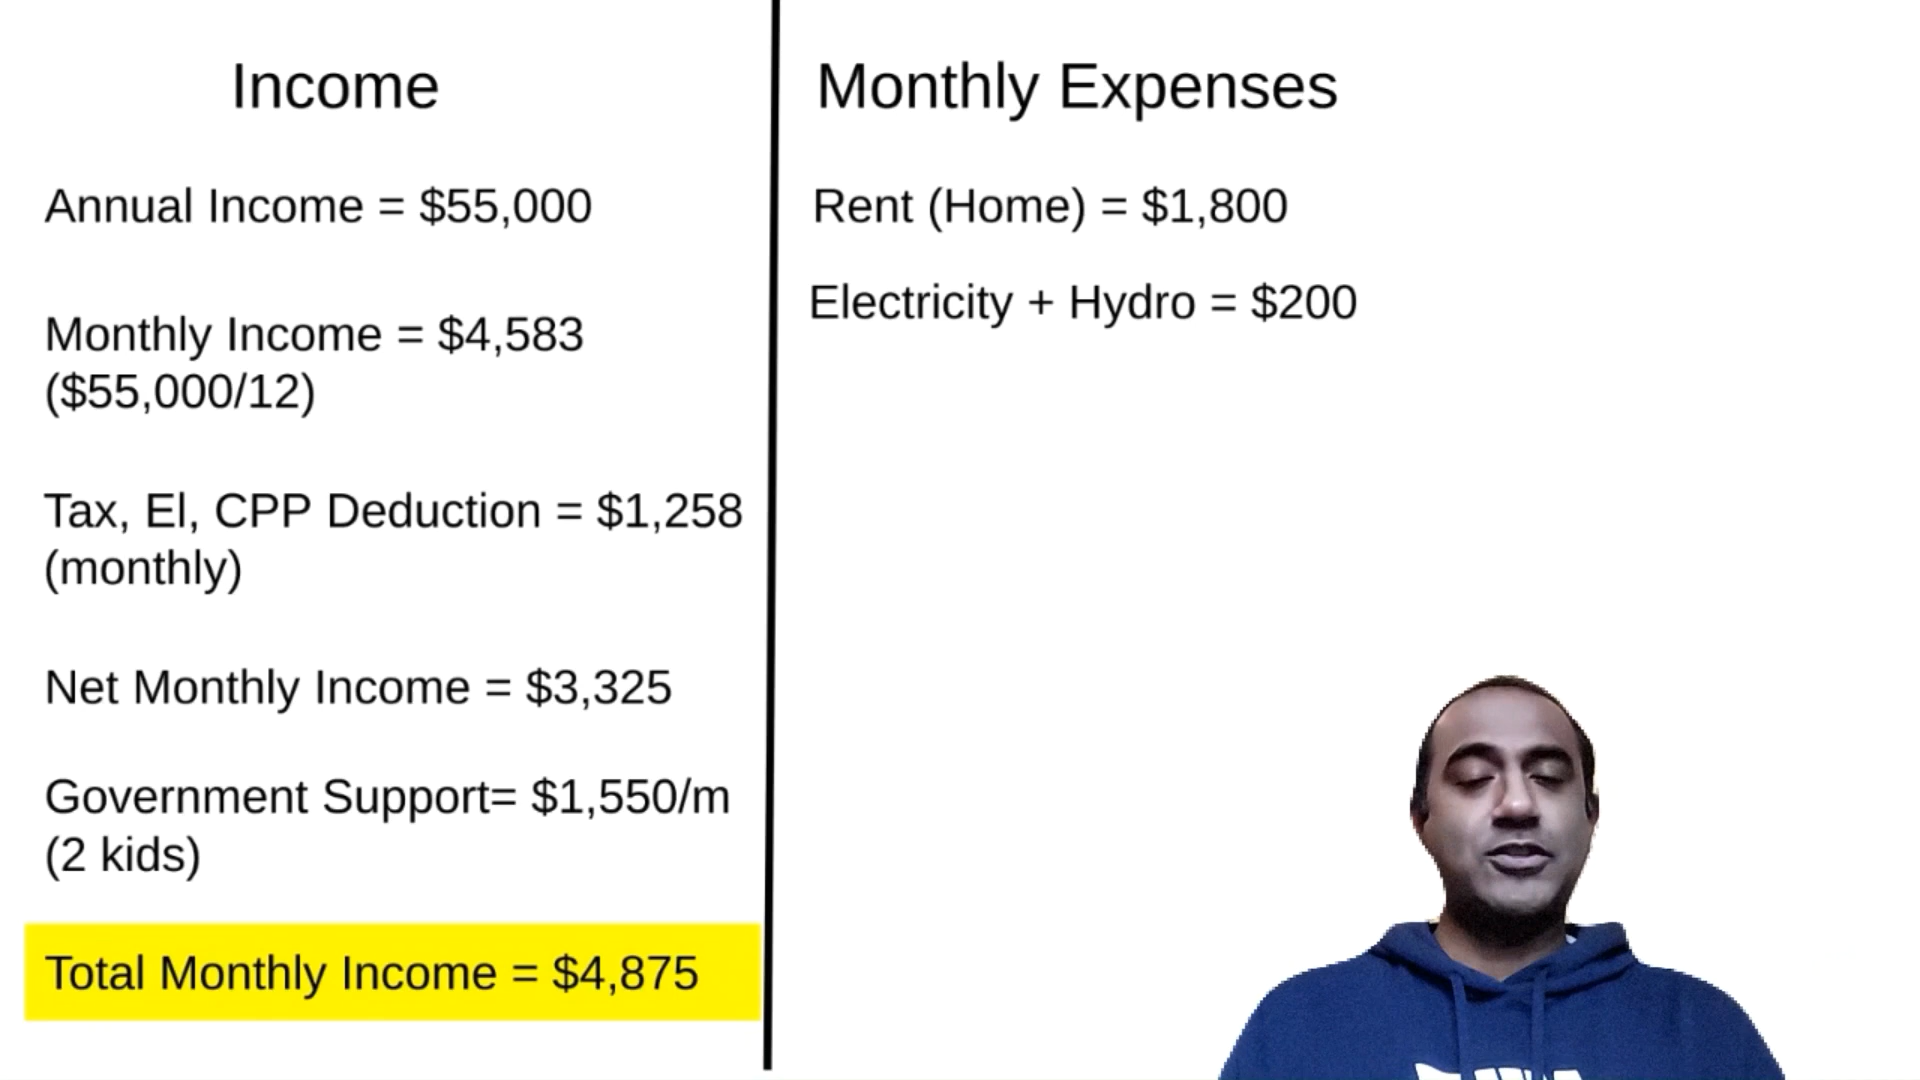 Income
Annual Income = $55,000
Monthly Income = $4,583
($55,000/12)
Tax, El, CPP Deduction = $1,258
(monthly)
Net Monthly Income = $3,325
Government Support= $1,550/m
(2 kids)
Total Monthly Income = $4,875
Monthly Expenses
Rent (Home) = $1,800
Electricity + Hydro = $200